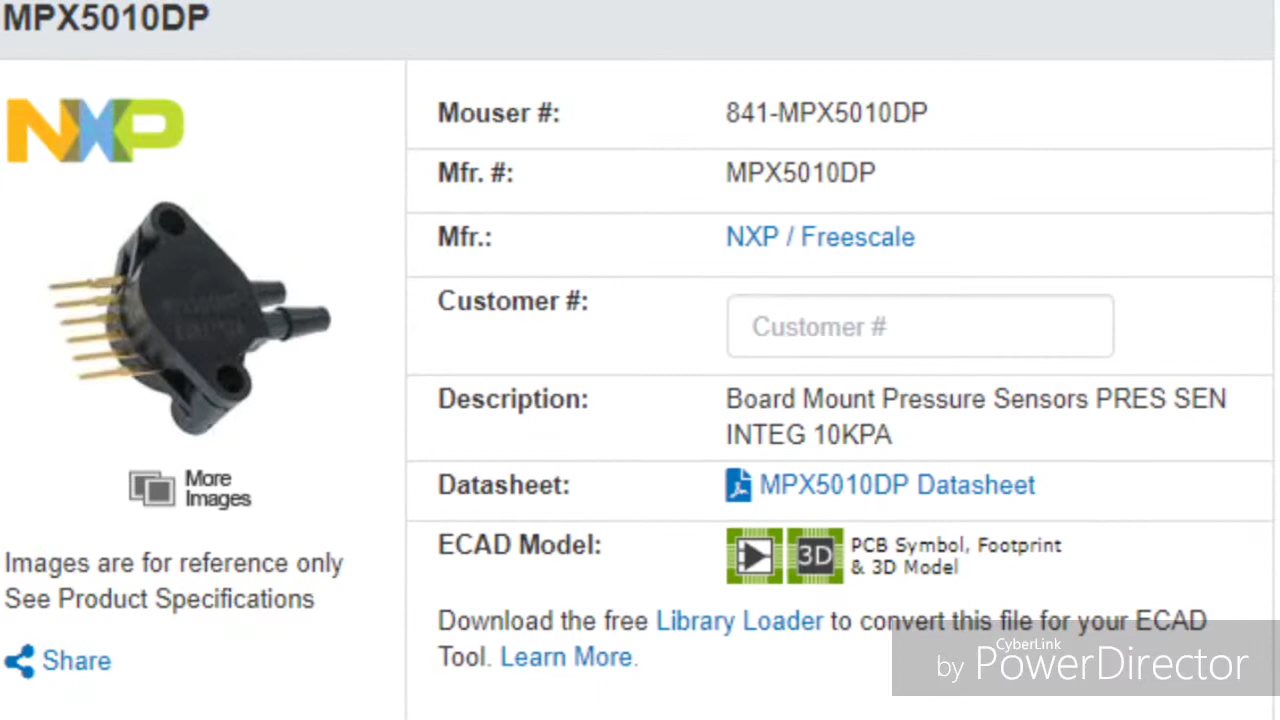 MPX5010DP
NXP
Mouser #: 841-MPX5010DP
Mfr. #: MPX5010DP
Mfr.: NXP / Freescale
Customer #: Customer #
Description: Board Mount Pressure Sensors PRES SEN
INTEG 10KPA
Datasheet: MPX5010DP Datasheet
ECAD Model: 3D PCB Symbol, Footprint
& 3D Model
Download the free Library Loader to convert this file for your ECAD
Tool. Learn More.
More
Images
Images are for reference only
See Product Specifications
Share
CyberLink
by PowerDirector